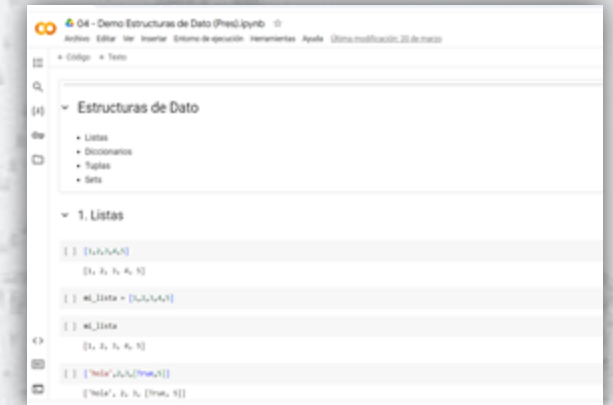 CO
04 - Demo Estructuras de Dato (Pres).ipynb
Archivo Editar Ver Insertar Entorno de ejecución Herramientas Ayuda Última modificación: 20 de marzo
+ Código + Texto
Estructuras de Dato
• Listas
• Diccionarios
• Tuplas
• Sets
1. Listas
[ ] [1,2,3,4,5]
[1, 2, 3, 4, 5]
[ ] mi_lista = [1,2,3,4,5]
[ ] mi_lista
[1, 2, 3, 4, 5]
[ ] ['hola',2,3,[True,5]]
['hola', 2, 3, [True, 5]]